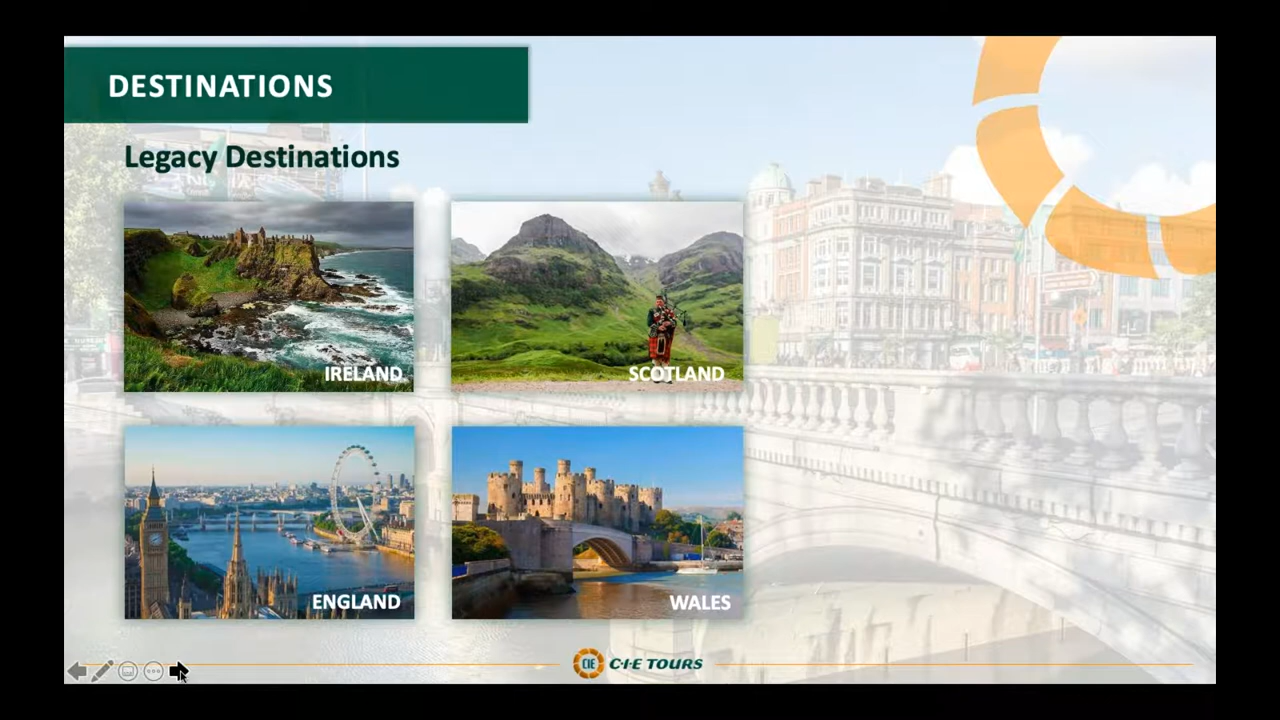 DESTINATIONS
Legacy Destinations
IRELAND
SCOTLAND
ENGLAND
WALES
CIE C·I·E TOURS